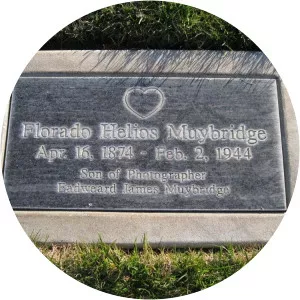 Florado Helios Muybridge
Apr. 16, 1874 - Feb. 2, 1944
Son of Photographer
Eadweard James Muybridge